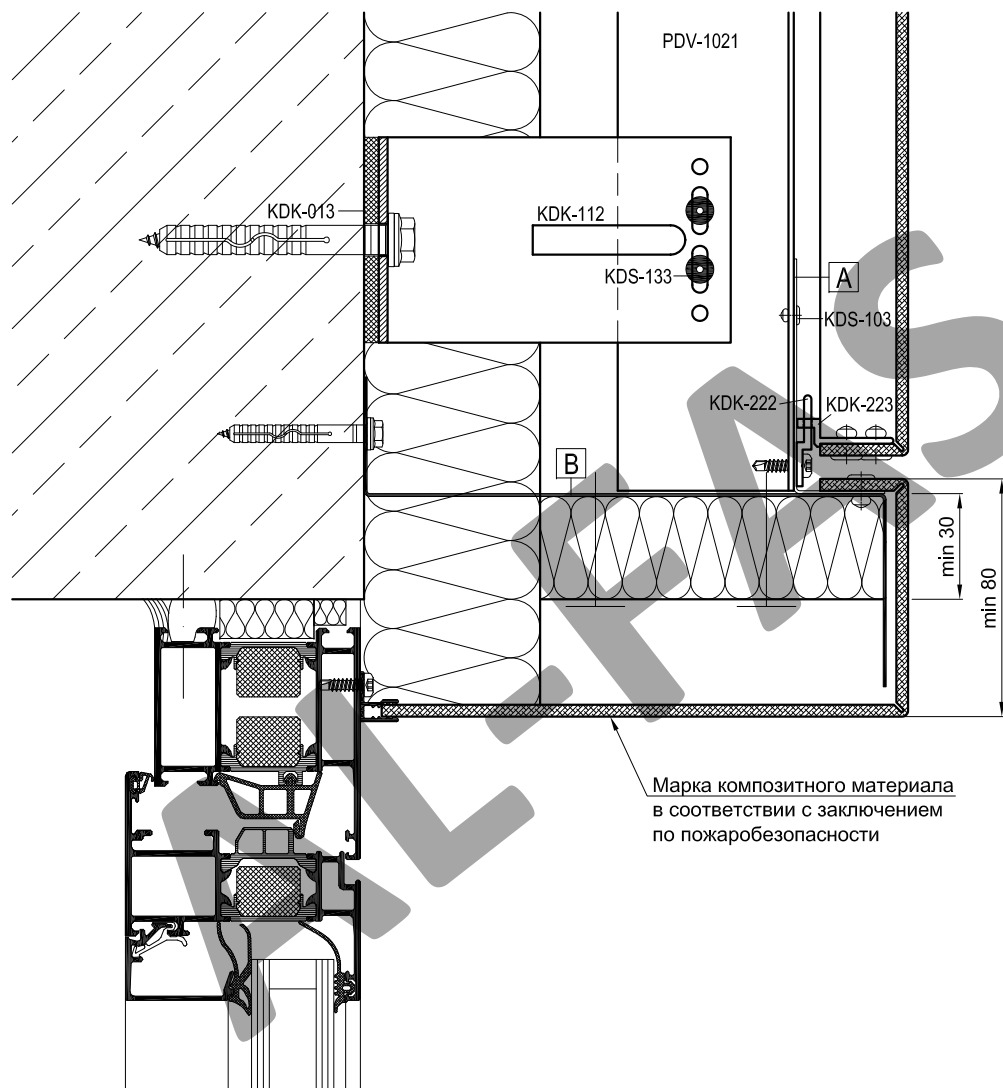 PDV-1021
KDK-013
KDK-112
KDS-133
A
KDS-103
KDK-222
KDK-223
B
min 30
min 80
Марка композитного материала
в соответствии с заключением
по пожаробезопасности
AL-FAS